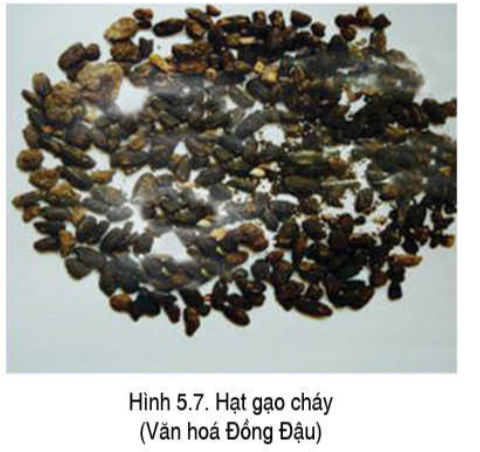 Hình 5.7. Hạt gạo cháy
(Văn hoá Đồng Đậu)